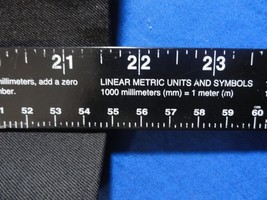 21 22 23
millimeters, add a zero LINEAR METRIC UNITS AND SYMBOLS
mber. 1000 millimeters (mm) = 1 meter (m)
52 53 54 55 56 57 58 59 60